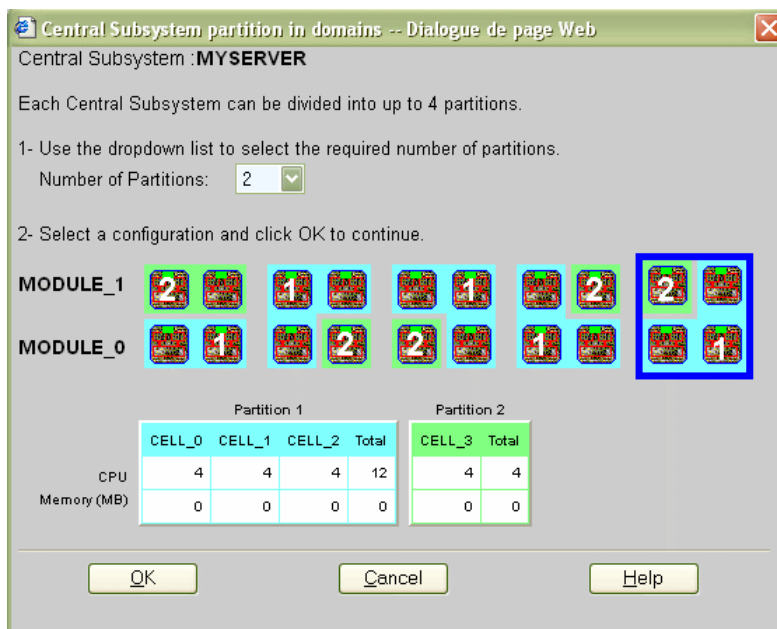 Central Subsystem partition in domains -- Dialogue de page Web
Central Subsystem :MYSERVER
Each Central Subsystem can be divided into up to 4 partitions.
1- Use the dropdown list to select the required number of partitions.
Number of Partitions: 2
2- Select a configuration and click OK to continue.
MODULE_1 2 1 1 2 2
MODULE_0 1 2 2 1 1
Partition 1 Partition 2
CELL_0 CELL_1 CELL_2 Total CELL_3 Total
CPU 4 4 4 12 4 4
Memory (MB) 0 0 0 0 0 0
OK Cancel Help